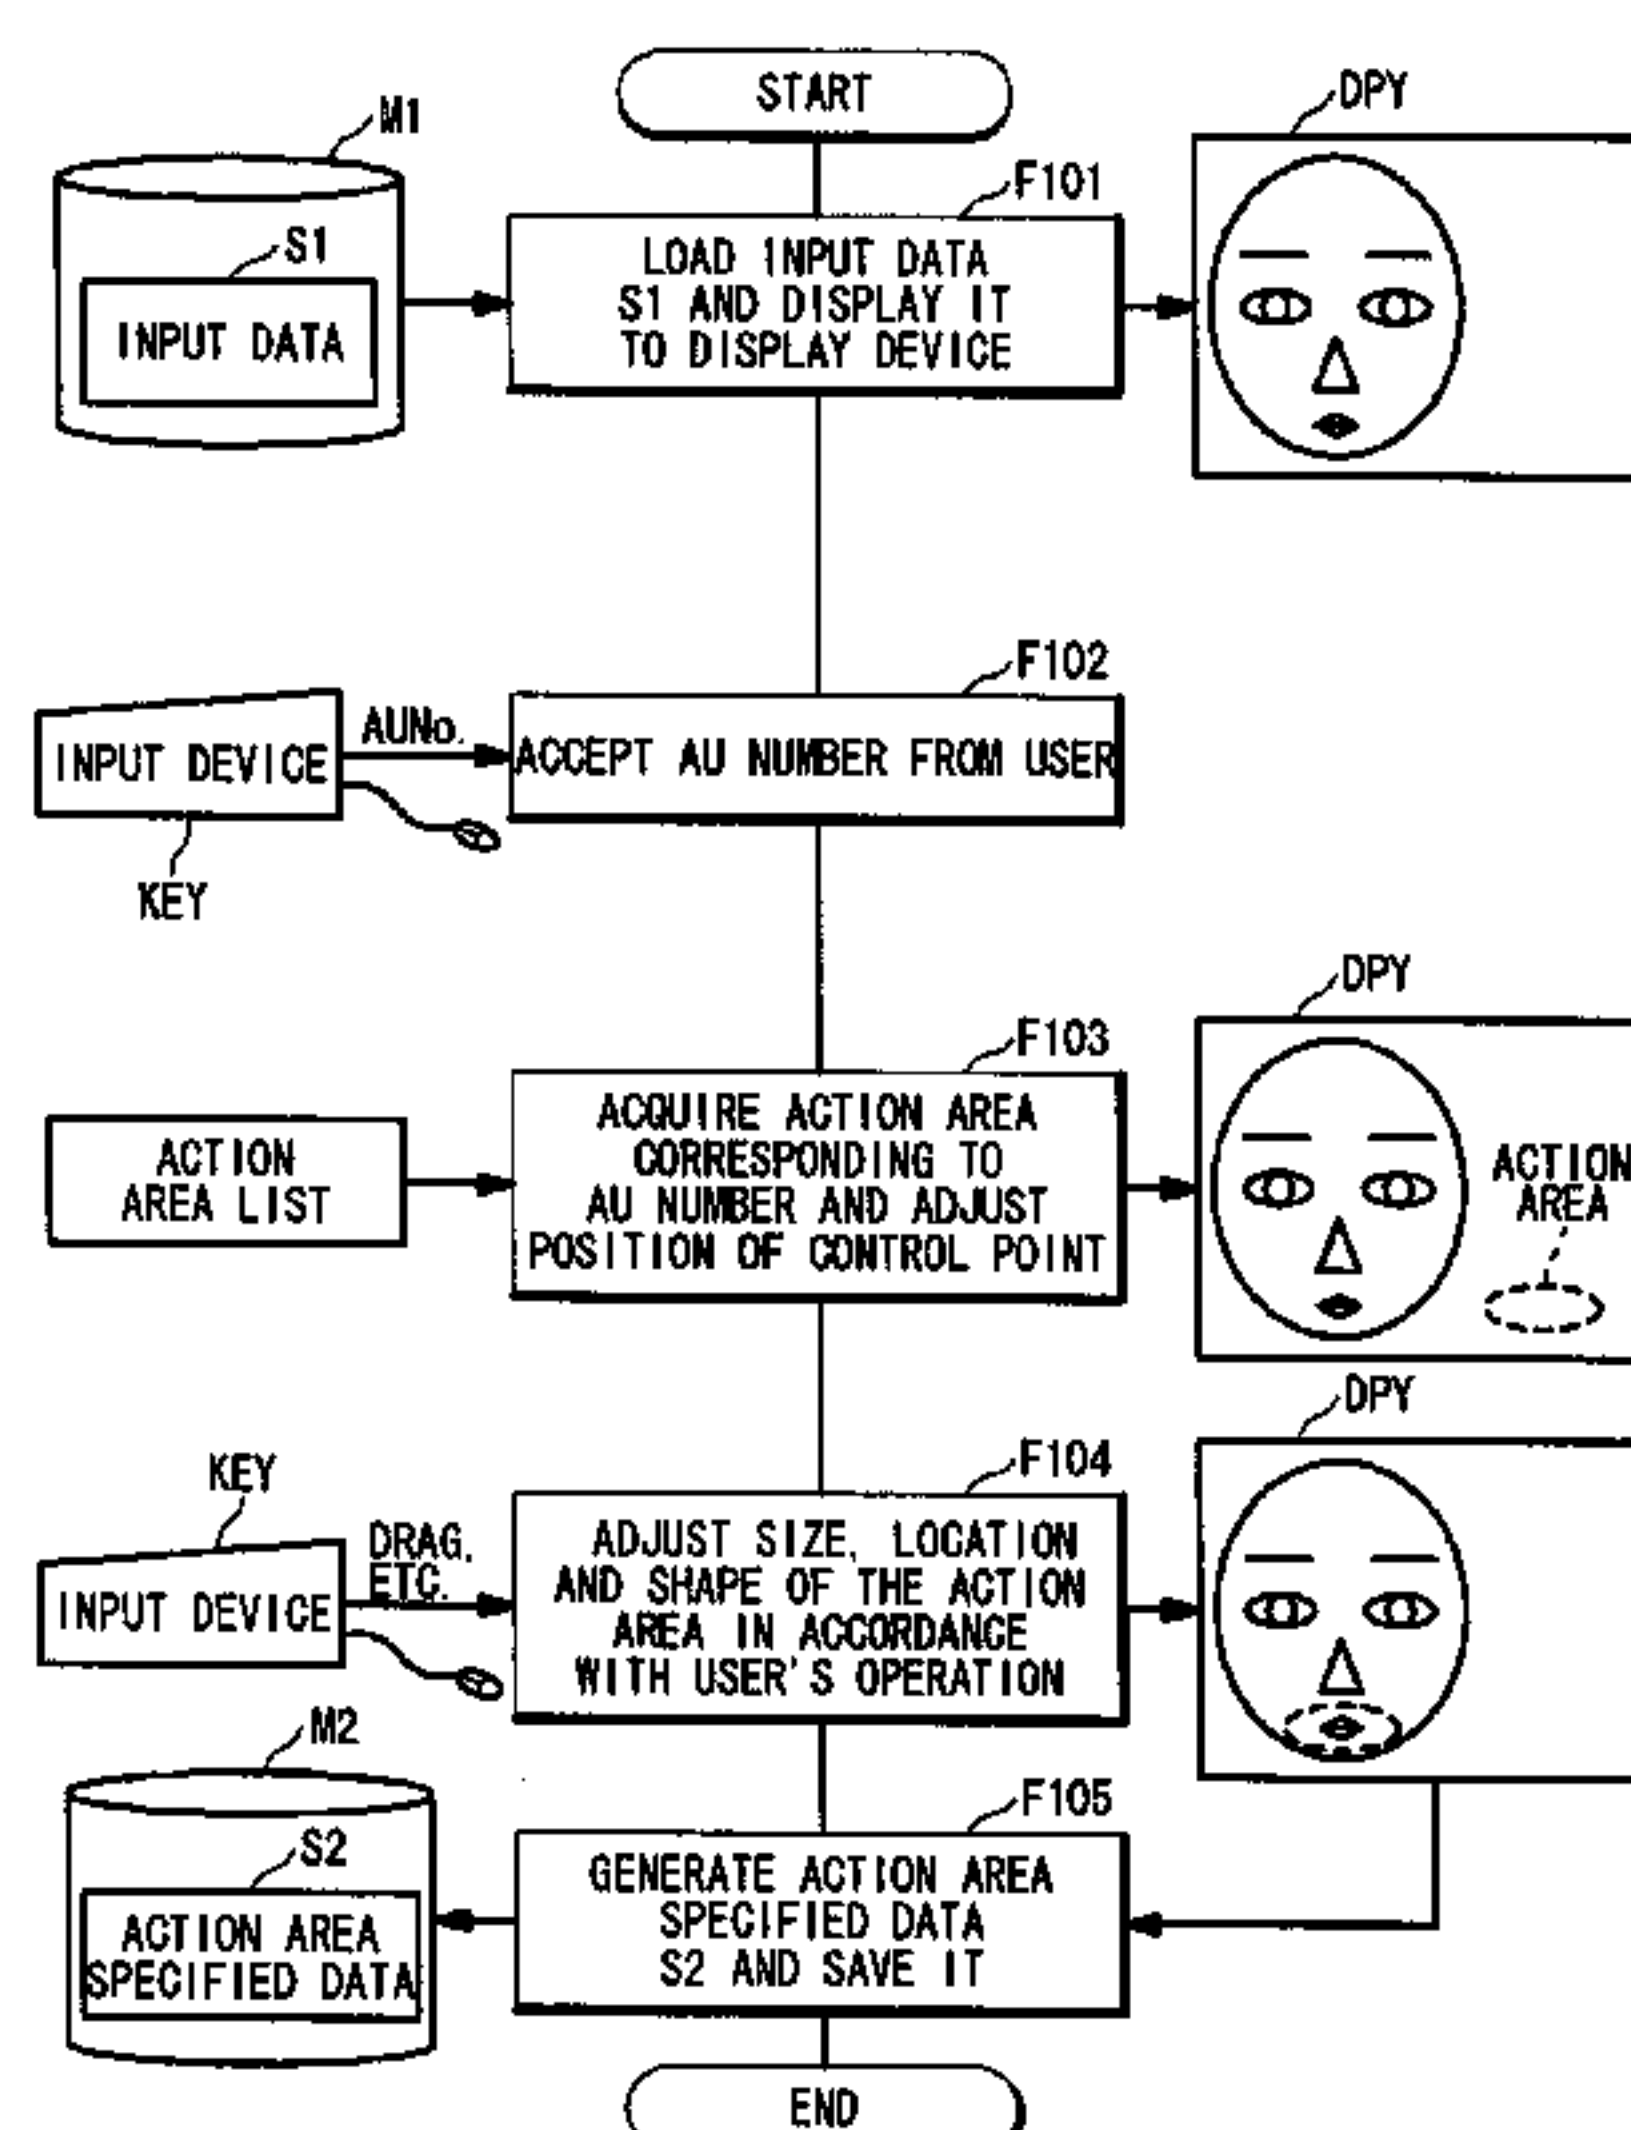 START
M1
DPY
F101
S1
INPUT DATA
LOAD INPUT DATA
S1 AND DISPLAY IT
TO DISPLAY DEVICE
F102
AUNo.
INPUT DEVICE
ACCEPT AU NUMBER FROM USER
KEY
DPY
F103
ACTION
AREA LIST
ACQUIRE ACTION AREA
CORRESPONDING TO
AU NUMBER AND ADJUST
POSITION OF CONTROL POINT
ACTION
AREA
DPY
F104
KEY
DRAG,
ETC.
INPUT DEVICE
ADJUST SIZE, LOCATION
AND SHAPE OF THE ACTION
AREA IN ACCORDANCE
WITH USER'S OPERATION
M2
F105
S2
ACTION AREA
SPECIFIED DATA
GENERATE ACTION AREA
SPECIFIED DATA
S2 AND SAVE IT
END